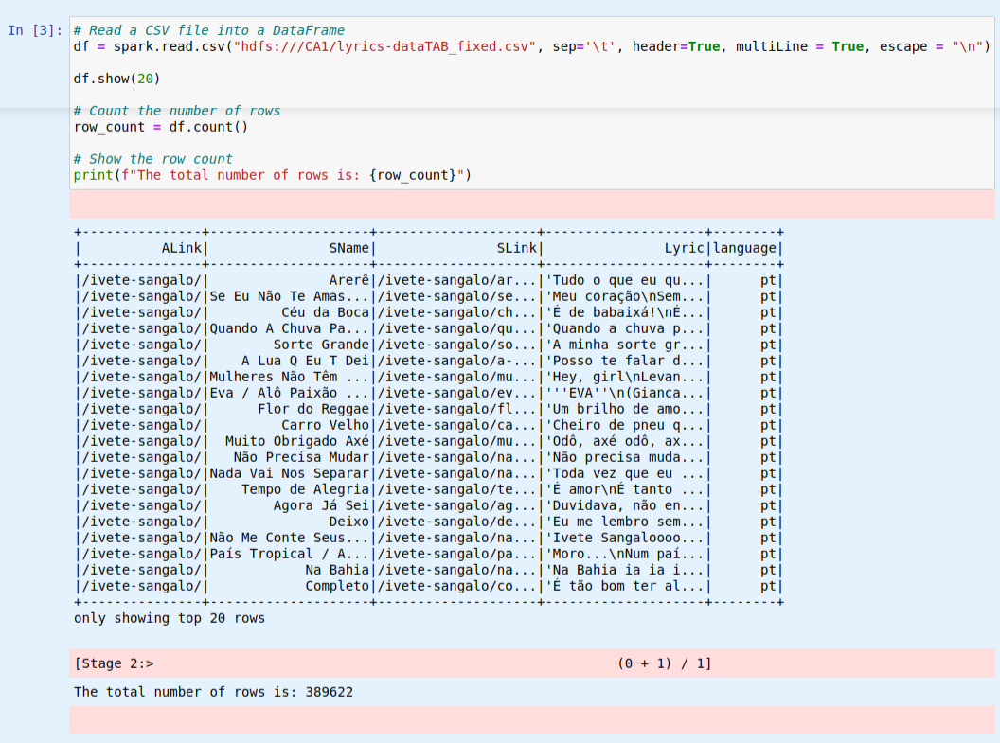 In [3]:
# Read a CSV file into a DataFrame
df = spark.read.csv("hdfs:///CA1/lyrics-dataTAB_fixed.csv", sep='\t', header=True, multiLine = True, escape = "\n")
df.show(20)
# Count the number of rows
row_count = df.count()
# Show the row count
print(f"The total number of rows is: {row_count}")
+---------------+--------------------+--------------------+--------------------+--------+
|          ALink|               SName|               SLink|               Lyric|language|
+---------------+--------------------+--------------------+--------------------+--------+
|/ivete-sangalo/|               Arerê|/ivete-sangalo/ar...|'Tudo o que eu qu...|      pt|
|/ivete-sangalo/|Se Eu Não Te Amas...|/ivete-sangalo/se...|'Meu coração\nSem...|      pt|
|/ivete-sangalo/|         Céu da Boca|/ivete-sangalo/ch...|'É de babaixá!\nÉ...|      pt|
|/ivete-sangalo/|Quando A Chuva Pa...|/ivete-sangalo/qu...|'Quando a chuva p...|      pt|
|/ivete-sangalo/|        Sorte Grande|/ivete-sangalo/so...|'A minha sorte gr...|      pt|
|/ivete-sangalo/|    A Lua Q Eu T Dei|/ivete-sangalo/a-...|'Posso te falar d...|      pt|
|/ivete-sangalo/|Mulheres Não Têm ...|/ivete-sangalo/mu...|'Hey, girl\nLevan...|      pt|
|/ivete-sangalo/|Eva / Alô Paixão ...|/ivete-sangalo/ev...|'''EVA''\n(Gianca...|      pt|
|/ivete-sangalo/|      Flor do Reggae|/ivete-sangalo/fl...|'Um brilho de amo...|      pt|
|/ivete-sangalo/|         Carro Velho|/ivete-sangalo/ca...|'Cheiro de pneu q...|      pt|
|/ivete-sangalo/|  Muito Obrigado Axé|/ivete-sangalo/mu...|'Odô, axé odô, ax...|      pt|
|/ivete-sangalo/|   Não Precisa Mudar|/ivete-sangalo/na...|'Não precisa muda...|      pt|
|/ivete-sangalo/|Nada Vai Nos Separar|/ivete-sangalo/na...|'Toda vez que eu ...|      pt|
|/ivete-sangalo/|    Tempo de Alegria|/ivete-sangalo/te...|'É amor\nÉ tanto ...|      pt|
|/ivete-sangalo/|        Agora Já Sei|/ivete-sangalo/ag...|'Duvidava, não en...|      pt|
|/ivete-sangalo/|               Deixo|/ivete-sangalo/de...|'Eu me lembro sem...|      pt|
|/ivete-sangalo/|Não Me Conte Seus...|/ivete-sangalo/na...|'Ivete Sangaloooo...|      pt|
|/ivete-sangalo/|País Tropical / A...|/ivete-sangalo/pa...|'Moro...\nNum paí...|      pt|
|/ivete-sangalo/|            Na Bahia|/ivete-sangalo/na...|'Na Bahia ia ia i...|      pt|
|/ivete-sangalo/|            Completo|/ivete-sangalo/co...|'É tão bom ter al...|      pt|
+---------------+--------------------+--------------------+--------------------+--------+
only showing top 20 rows
[Stage 2:>                                                          (0 + 1) / 1]
The total number of rows is: 389622